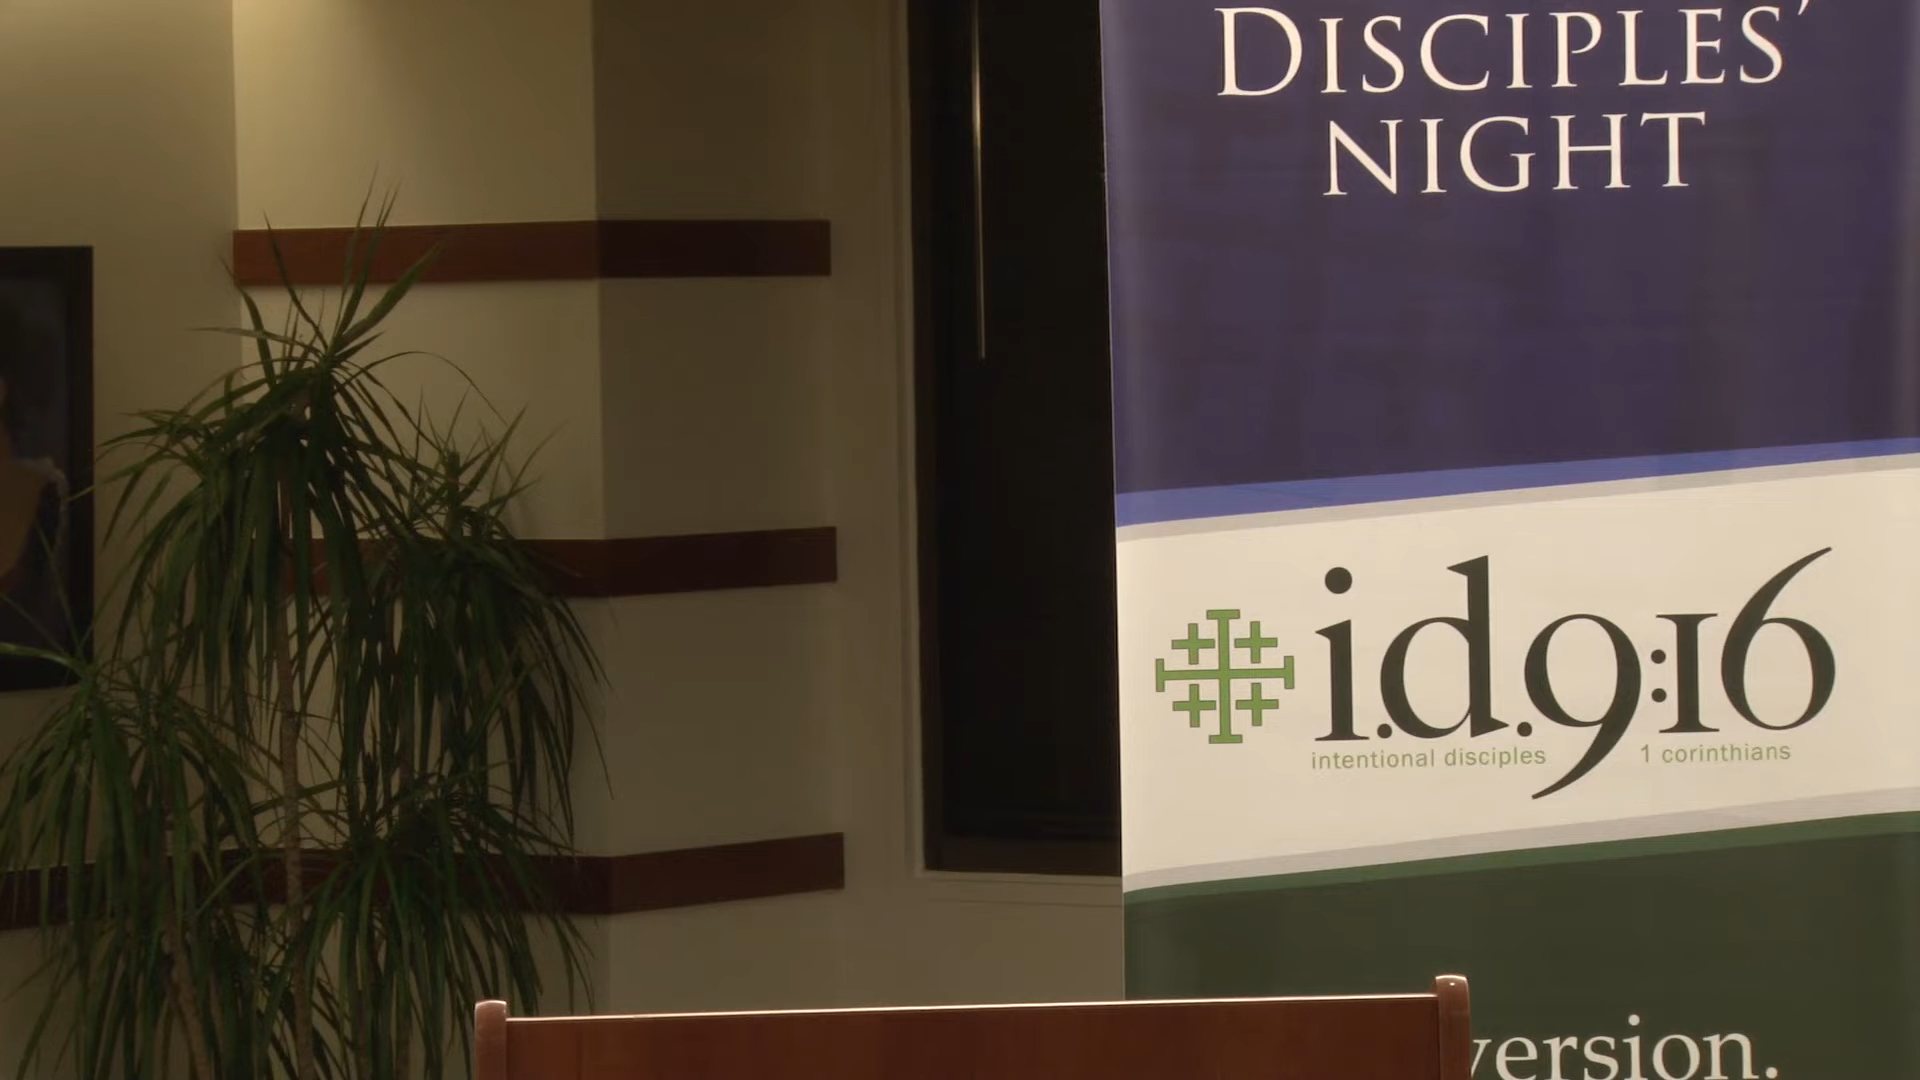 DISCIPLES'
NIGHT
i.d.9:16
intentional disciples 1 corinthians
version.